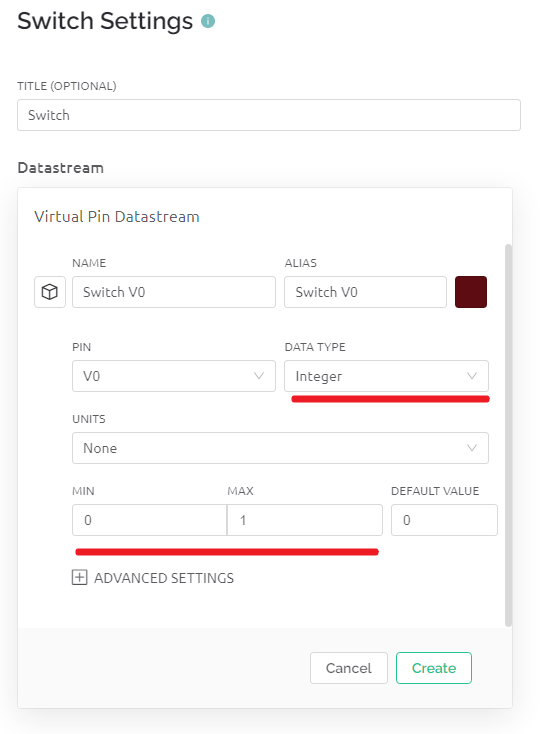 Switch Settings
TITLE (OPTIONAL)
Switch
Datastream
Virtual Pin Datastream
NAME ALIAS
Switch V0 Switch V0
PIN DATA TYPE
V0 Integer
UNITS
None
MIN MAX DEFAULT VALUE
0 1 0
ADVANCED SETTINGS
Cancel Create